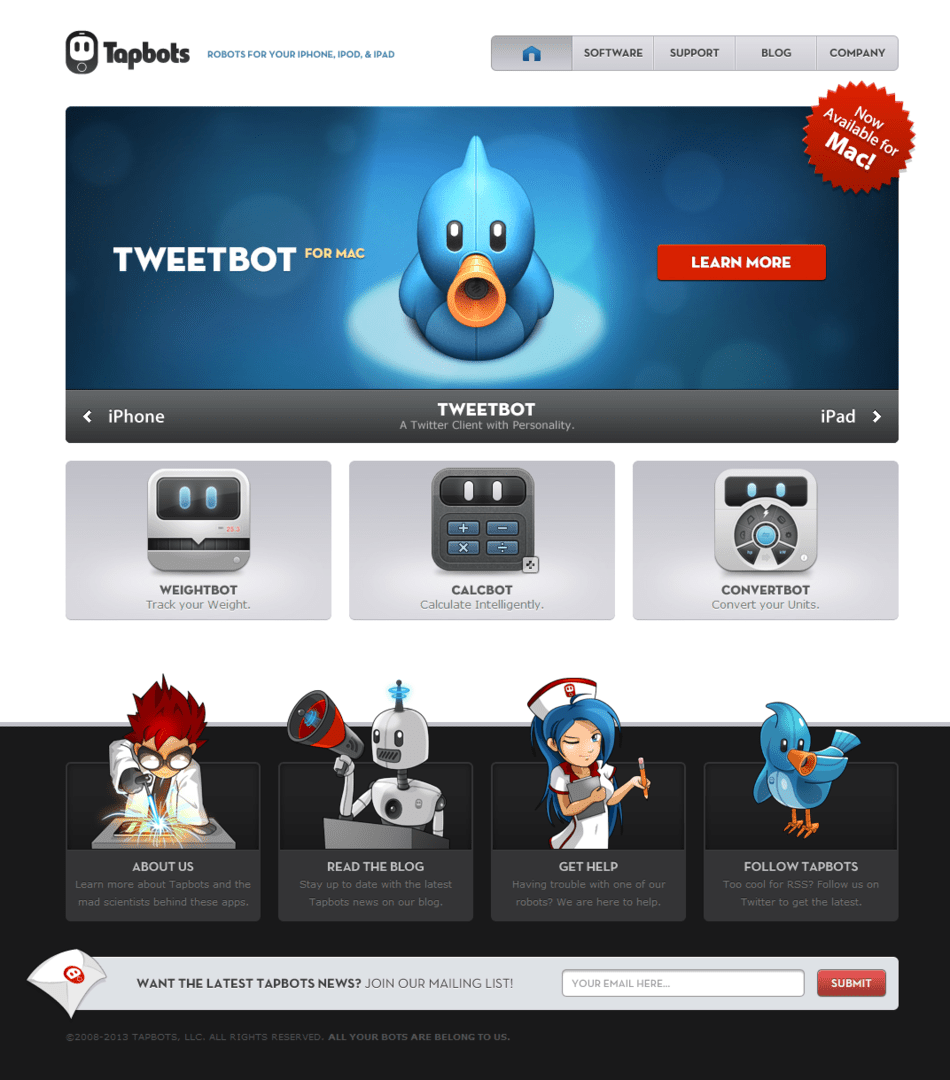 Tapbots
ROBOTS FOR YOUR IPHONE, IPOD, & IPAD
SOFTWARE
SUPPORT
BLOG
COMPANY
Now
Available for
Mac!
TWEETBOT FOR MAC
LEARN MORE
iPhone
TWEETBOT
A Twitter Client with Personality.
iPad
WEIGHTBOT
Track your Weight.
CALCBOT
Calculate Intelligently.
CONVERTBOT
Convert your Units.
ABOUT US
Learn more about Tapbots and the
mad scientists behind these apps.
READ THE BLOG
Stay up to date with the latest
Tapbots news on our blog.
GET HELP
Having trouble with one of our
robots? We are here to help.
FOLLOW TAPBOTS
Too cool for RSS? Follow us on
Twitter to get the latest.
WANT THE LATEST TAPBOTS NEWS? JOIN OUR MAILING LIST!
YOUR EMAIL HERE...
SUBMIT
©2008-2013 TAPBOTS, LLC. ALL RIGHTS RESERVED. ALL YOUR BOTS ARE BELONG TO US.